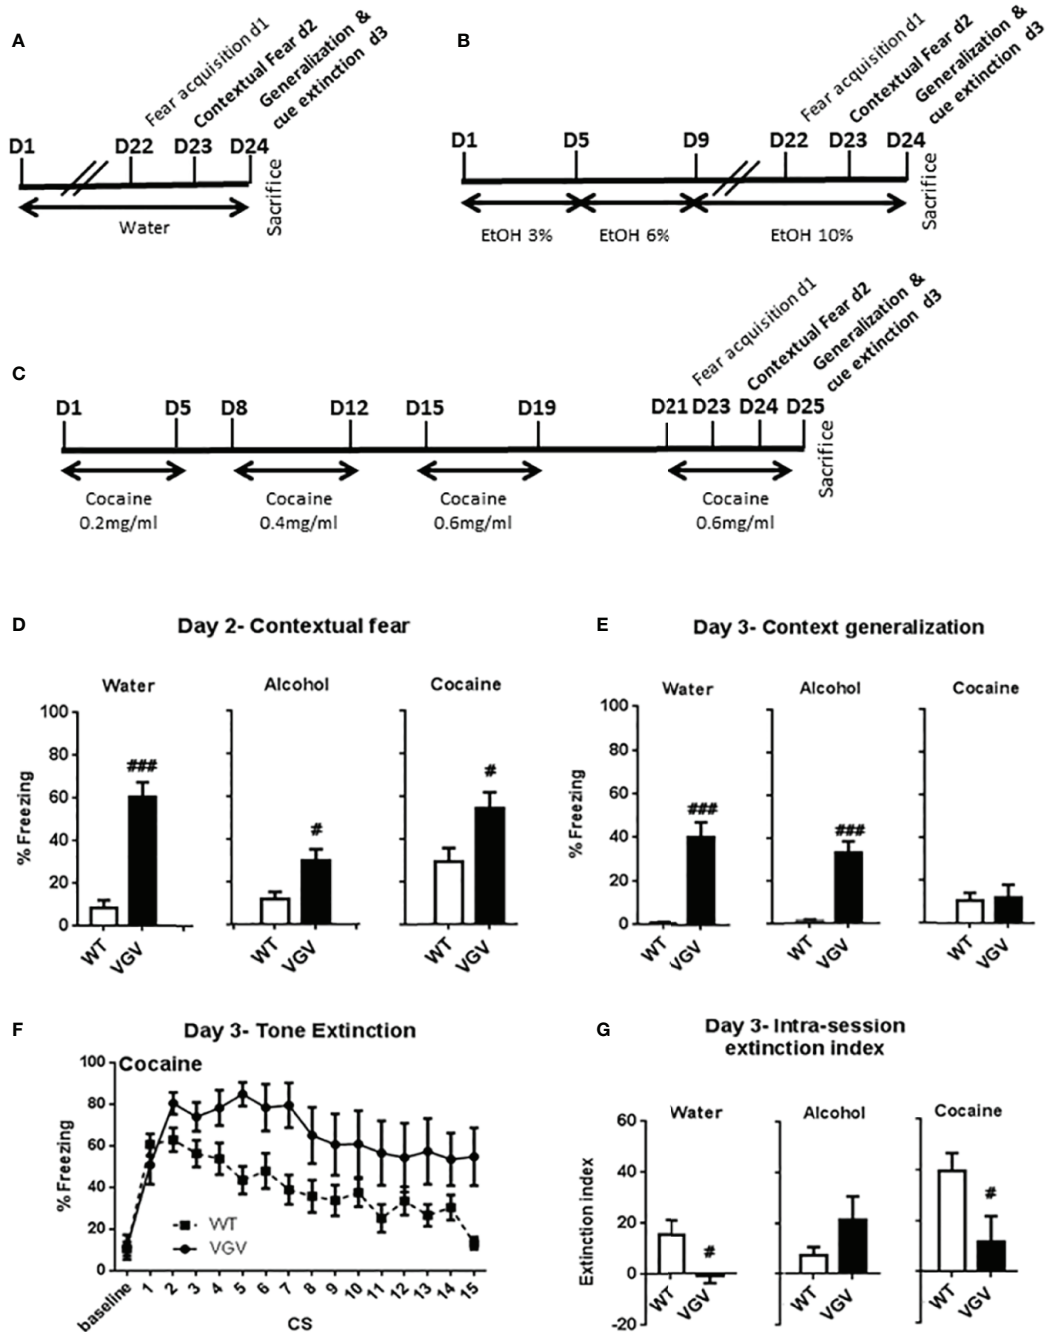 A
Fear acquisition d1
Contextual Fear d2
Generalization &
cue extinction d3
D1
D22
D23
D24
Water
Sacrifice
B
Fear acquisition d1
Contextual Fear d2
Generalization &
cue extinction d3
D1
D5
D9
D22
D23
D24
EtOH 3%
EtOH 6%
EtOH 10%
Sacrifice
C
Fear acquisition d1
Contextual Fear d2
Generalization &
cue extinction d3
D1
D5
D8
D12
D15
D19
D21
D23
D24
D25
Cocaine
0.2mg/ml
Cocaine
0.4mg/ml
Cocaine
0.6mg/ml
Cocaine
0.6mg/ml
Sacrifice
D
Day 2- Contextual fear
Water
Alcohol
Cocaine
% Freezing
100
80
60
40
20
0
###
#
#
WT
VGV
WT
VGV
WT
VGV
E
Day 3- Context generalization
Water
Alcohol
Cocaine
% Freezing
100
80
60
40
20
0
###
###
WT
VGV
WT
VGV
WT
VGV
F
Day 3- Tone Extinction
Cocaine
% Freezing
100
80
60
40
20
0
WT
VGV
baseline
1
2
3
4
5
6
7
8
9
10
11
12
13
14
15
CS
G
Day 3- Intra-session
extinction index
Water
Alcohol
Cocaine
Extinction index
60
40
20
0
-20
#
#
WT
VGV
WT
VGV
WT
VGV